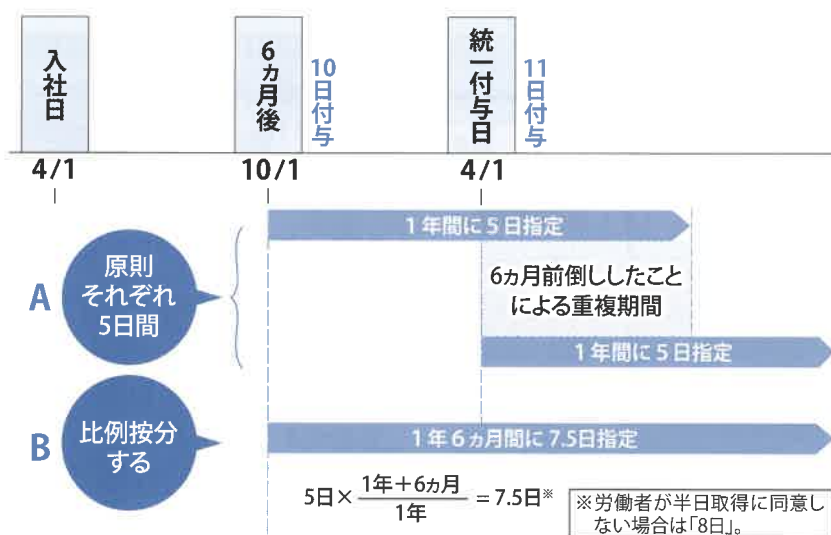 入社日
6ヵ月後
10日付与
統一付与日
11日付与
4/1
10/1
4/1
1年間に5日指定
A
原則
それぞれ
5日間
6ヵ月前倒ししたこと
による重複期間
1年間に5日指定
B
比例按分
する
1年6ヵ月間に7.5日指定
5日× 1年+6ヵ月 / 1年 =7.5日※
※労働者が半日取得に同意し
ない場合は「8日」。